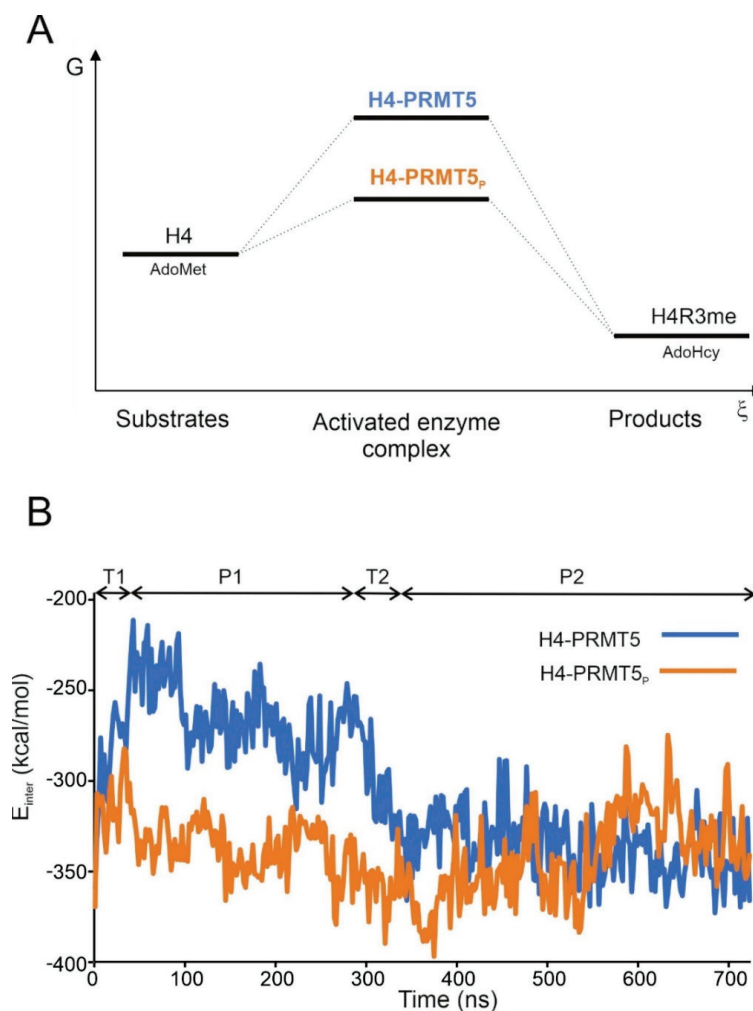 A
G
H4-PRMT5
H4-PRMT5P
H4
AdoMet
H4R3me
AdoHcy
ξ
Substrates
Activated enzyme
complex
Products
B
T1 P1 T2 P2
-200
-250
-300
-350
-400
Einter (kcal/mol)
H4-PRMT5
H4-PRMT5P
0 100 200 300 400 500 600 700
Time (ns)